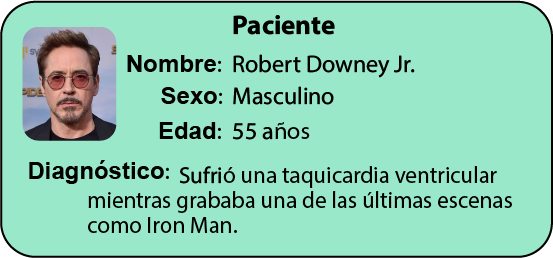 Paciente
Nombre: Robert Downey Jr.
Sexo: Masculino
Edad: 55 años
Diagnóstico: Sufrió una taquicardia ventricular
mientras grababa una de las últimas escenas
como Iron Man.